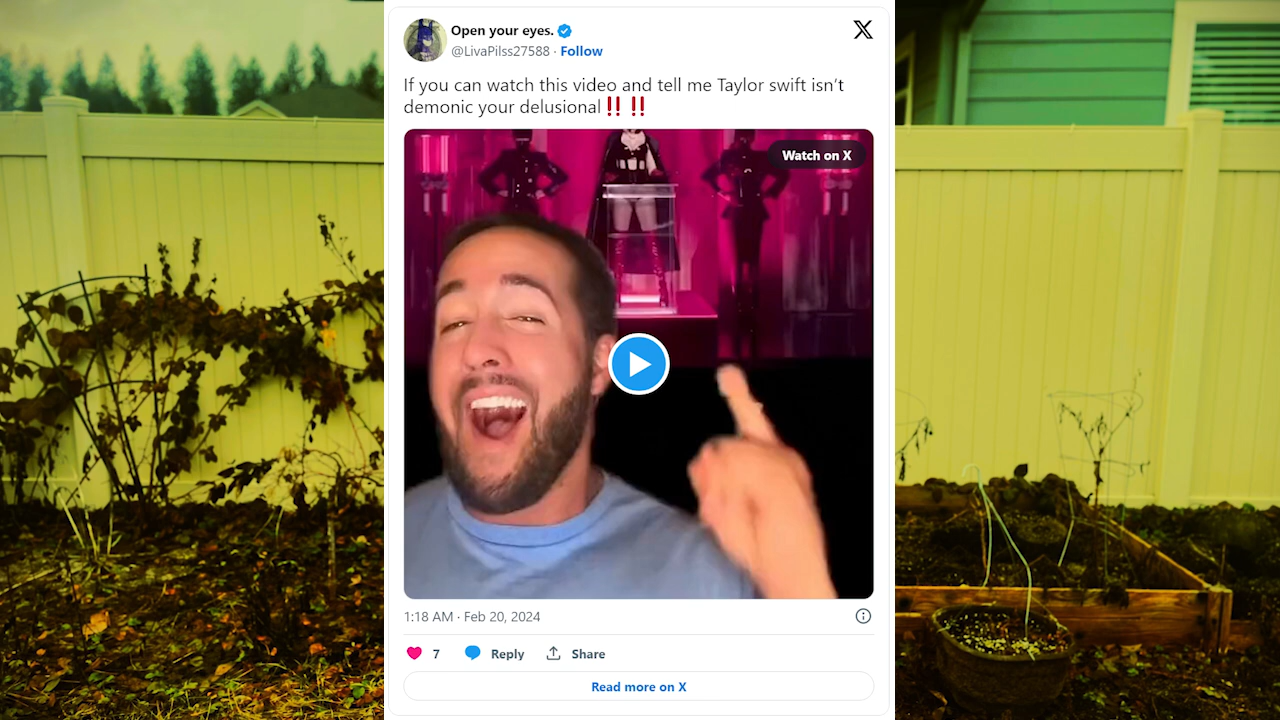 Open your eyes.
@LivaPilss27588 · Follow
If you can watch this video and tell me Taylor swift isn't
demonic your delusional‼️ ‼️
Watch on X
1:18 AM · Feb 20, 2024
7 Reply Share
Read more on X